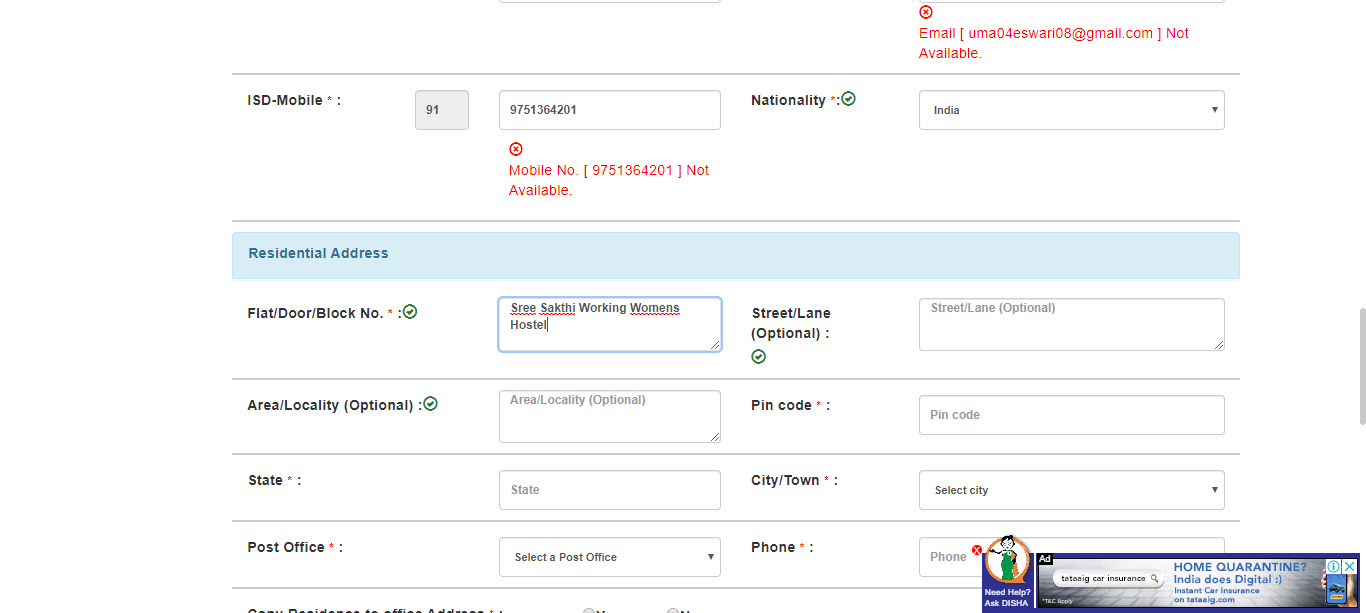 Email [ uma04eswari08@gmail.com ] Not
Available.
ISD-Mobile * :
91
9751364201
Nationality *:
India
Mobile No. [ 9751364201 ] Not
Available.
Residential Address
Flat/Door/Block No. * :
Sree Sakthi Working Womens
Hostel
Street/Lane
(Optional) :
Street/Lane (Optional)
Area/Locality (Optional) :
Area/Locality (Optional)
Pin code * :
Pin code
State * :
State
City/Town * :
Select city
Post Office * :
Select a Post Office
Phone * :
Phone
Need Help?
Ask DISHA
Ad
tataaig car insurance
*T&C Apply
HOME QUARANTINE?
India does Digital :)
Instant Car Insurance
on tataaig.com
Copy Residence to office Address * :